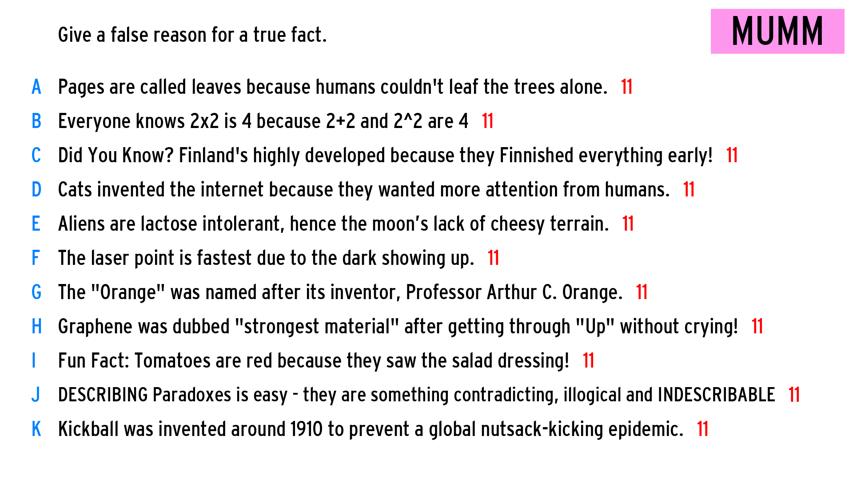 Give a false reason for a true fact.
MUMM
A Pages are called leaves because humans couldn't leaf the trees alone. 11
B Everyone knows 2x2 is 4 because 2+2 and 2^2 are 4 11
C Did You Know? Finland's highly developed because they Finnished everything early! 11
D Cats invented the internet because they wanted more attention from humans. 11
E Aliens are lactose intolerant, hence the moon’s lack of cheesy terrain. 11
F The laser point is fastest due to the dark showing up. 11
G The "Orange" was named after its inventor, Professor Arthur C. Orange. 11
H Graphene was dubbed "strongest material" after getting through "Up" without crying! 11
I Fun Fact: Tomatoes are red because they saw the salad dressing! 11
J DESCRIBING Paradoxes is easy - they are something contradicting, illogical and INDESCRIBABLE 11
K Kickball was invented around 1910 to prevent a global nutsack-kicking epidemic. 11